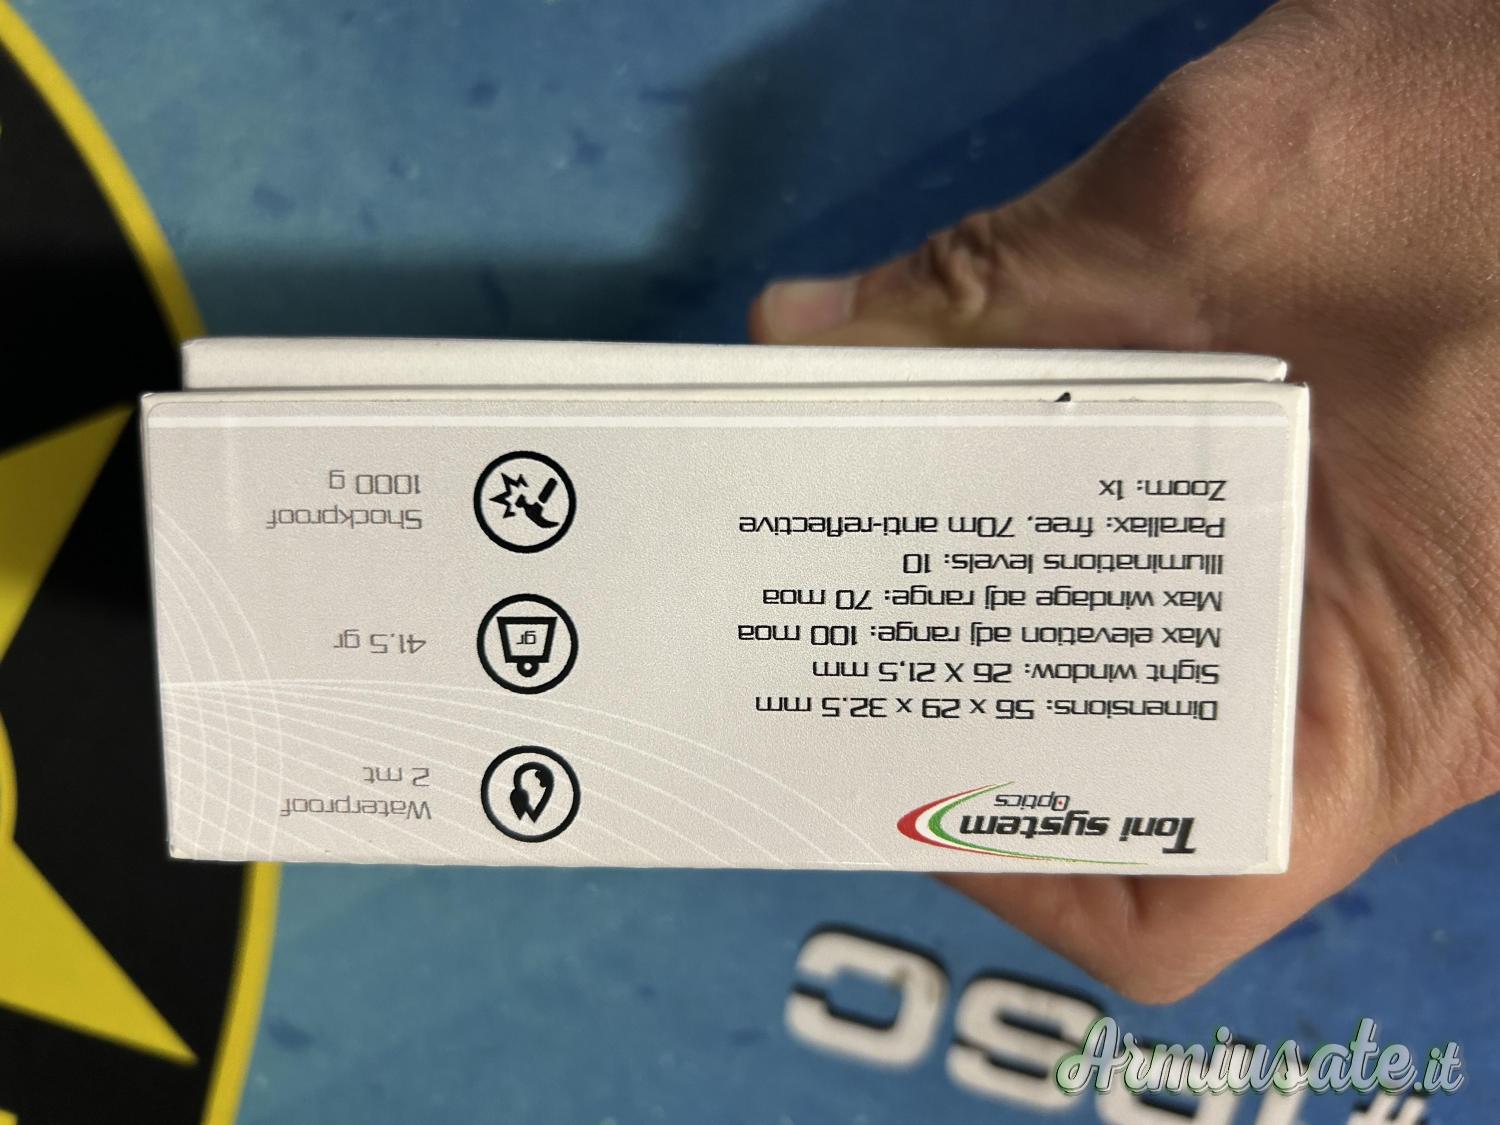 Toni system
Optics
Dimensions: 56 x 29 x 32.5 mm
Sight window: 26 X 21,5 mm
Max elevation adj range: 100 moa
Max windage adj range: 70 moa
Illuminations levels: 10
Parallax: free, 70m anti-reflective
Zoom: 1x
Waterproof
2 mt
gr
41,5 gr
Shockproof
1000 g
#IPSC
Armiusate.it